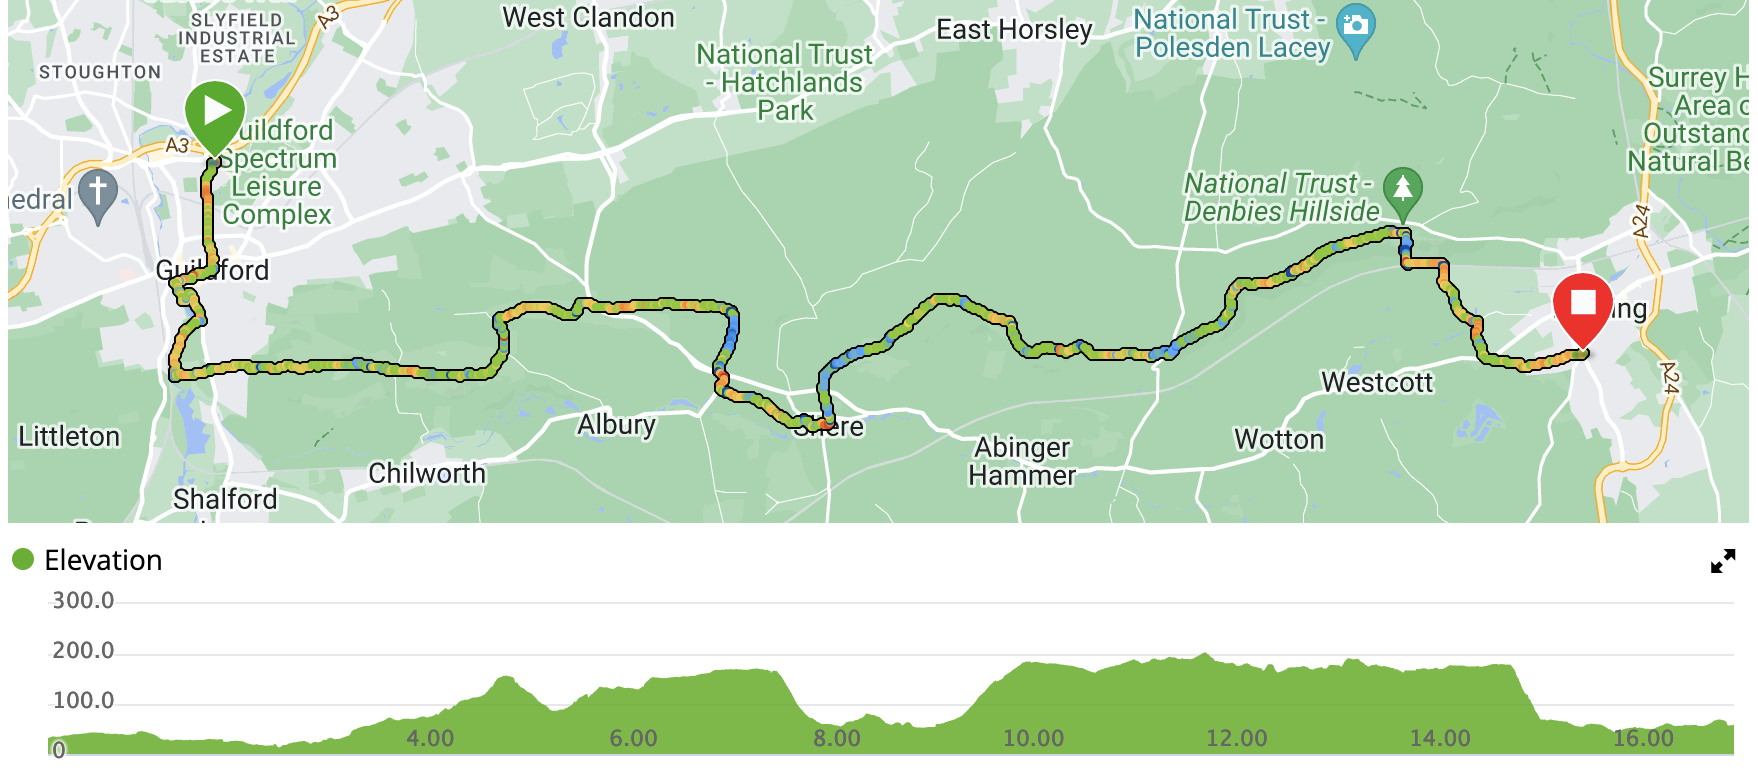 SLYFIELD
INDUSTRIAL
ESTATE
A3
West Clandon
East Horsley
National Trust -
Polesden Lacey
STOUGHTON
National Trust
- Hatchlands
Park
Surrey H
Area o
Outstand
Natural Be
A3
uildford
Spectrum
Leisure
Complex
edral
National Trust -
Denbies Hillside
A24
Guildford
ing
A24
Westcott
Littleton
Albury
Shere
Wotton
Abinger
Hammer
Chilworth
Shalford
Elevation
300.0
200.0
100.0
0
4.00
6.00
8.00
10.00
12.00
14.00
16.00